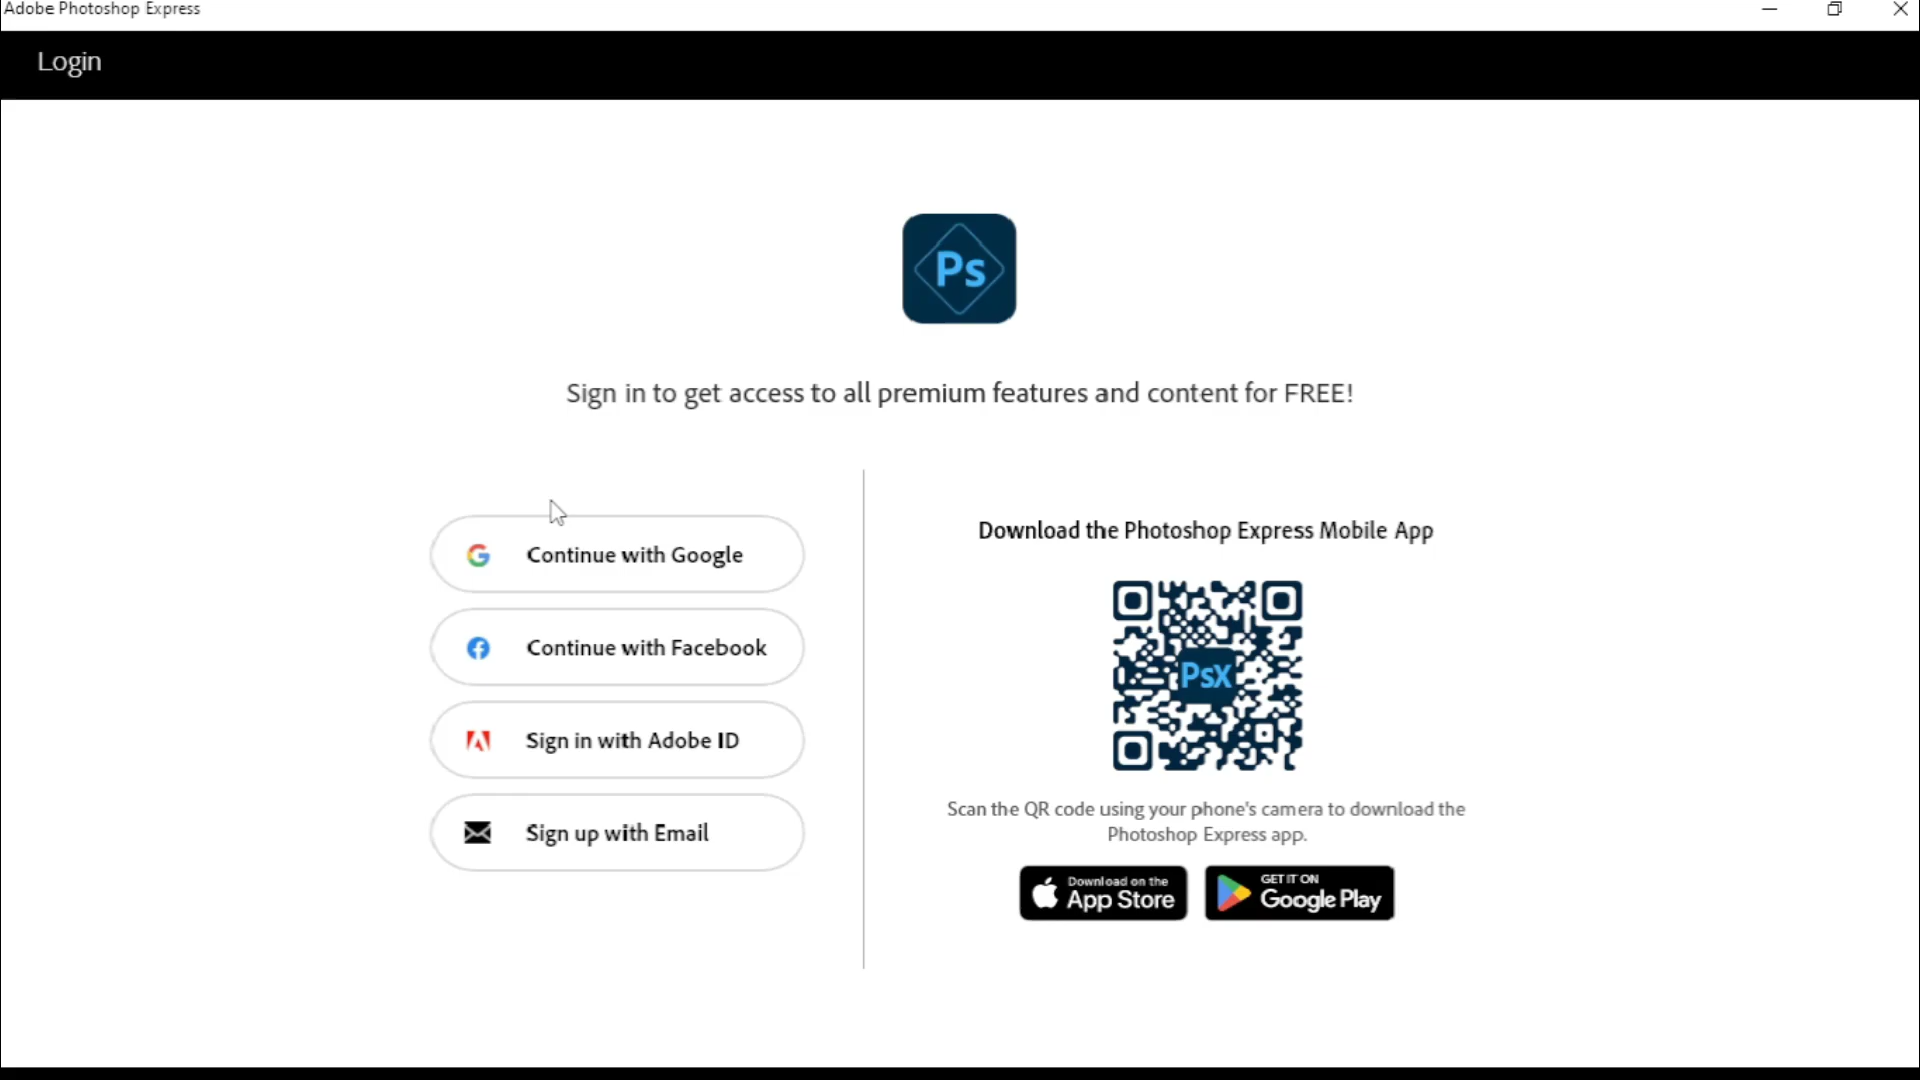 Adobe Photoshop Express
Login
Ps
Sign in to get access to all premium features and content for FREE!
Continue with Google
Continue with Facebook
Sign in with Adobe ID
Sign up with Email
Download the Photoshop Express Mobile App
PsX
Scan the QR code using your phone's camera to download the
Photoshop Express app.
Download on the
App Store
GET IT ON
Google Play